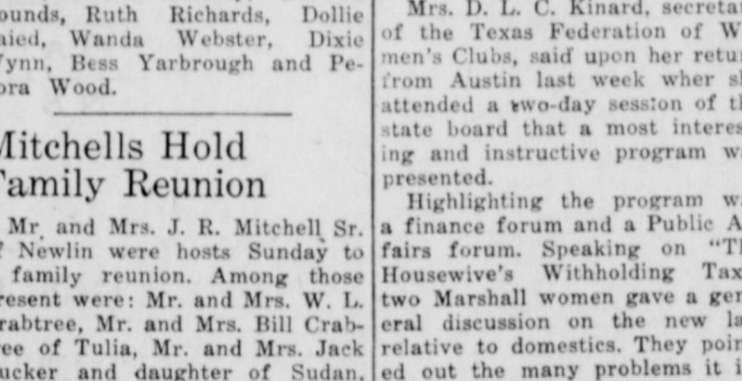 ounds, Ruth Richards, Dollie
aied, Wanda Webster, Dixie
ynn, Bess Yarbrough and Pe-
ora Wood.
Mitchells Hold
Family Reunion
Mr. and Mrs. J. R. Mitchell Sr.
f Newlin were hosts Sunday to
family reunion. Among those
resent were: Mr. and Mrs. W. L.
rabtree, Mr. and Mrs. Bill Crab-
ree of Tulia, Mr. and Mrs. Jack
ucker and daughter of Sudan,
Mrs. D. L. C. Kinard, secreta
of the Texas Federation of W
men's Clubs, said upon her retu
from Austin last week wher s
attended a two-day session of t
state board that a most interes
ing and instructive program w
presented.
Highlighting the program w
a finance forum and a Public A
fairs forum. Speaking on "T
Housewive's Withholding Tax
two Marshall women gave a gen
eral discussion on the new la
relative to domestics. They poin
ed out the many problems it i